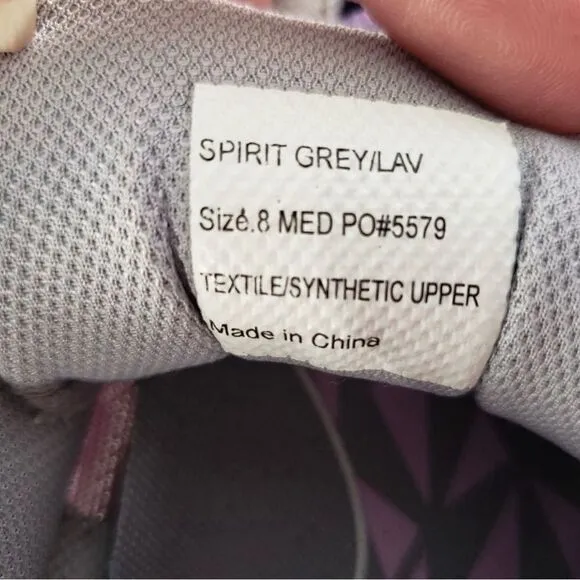 SPIRIT GREY/LAV
Size.8 MED PO#5579
TEXTILE/SYNTHETIC UPPER
Made in China